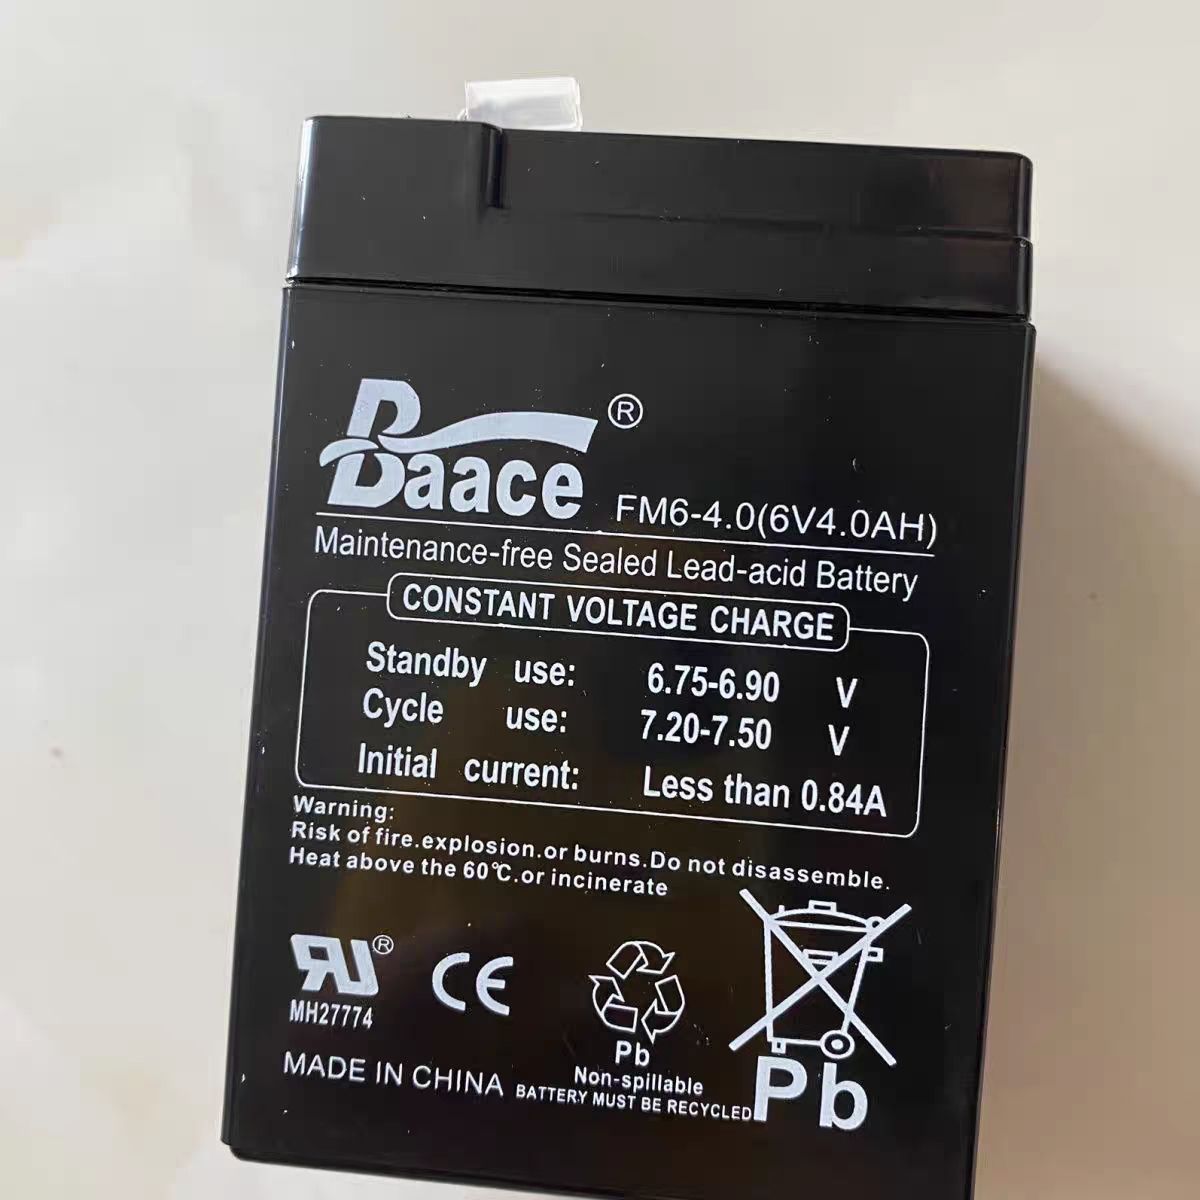 Baace®
FM6-4.0(6V4.0AH)
Maintenance-free Sealed Lead-acid Battery
CONSTANT VOLTAGE CHARGE
Standby use: 6.75-6.90 V
Cycle use: 7.20-7.50 V
Initial current: Less than 0.84A
Warning:
Risk of fire.explosion.or burns.Do not disassemble.
Heat above the 60℃.or incinerate
RU®
MH27774
CE
Pb
Non-spillable
BATTERY MUST BE RECYCLED
Pb
MADE IN CHINA